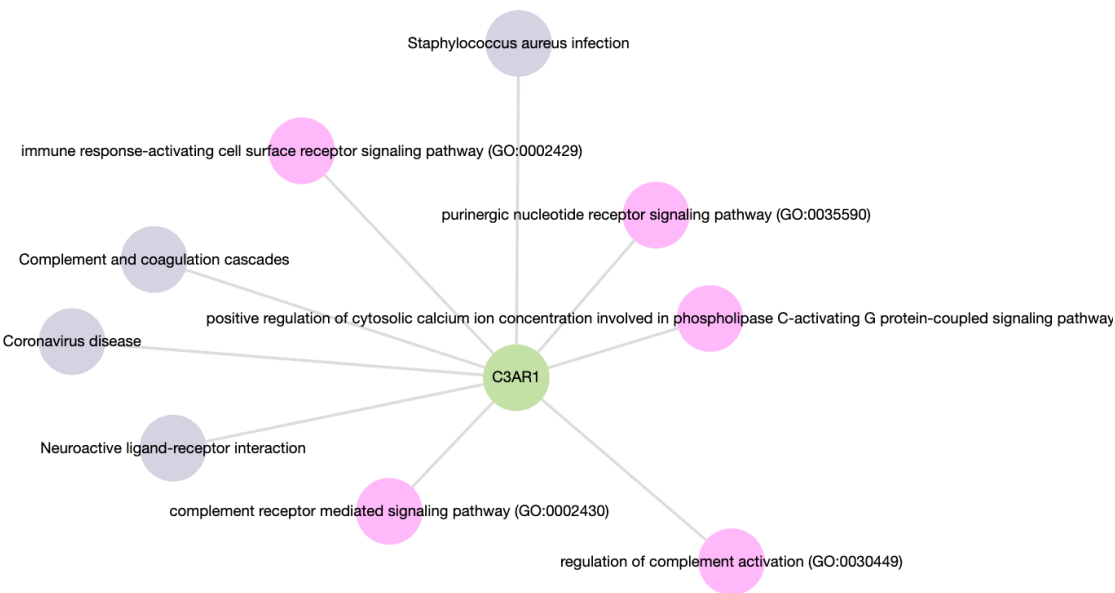 Staphylococcus aureus infection
immune response-activating cell surface receptor signaling pathway (GO:0002429)
purinergic nucleotide receptor signaling pathway (GO:0035590)
Complement and coagulation cascades
positive regulation of cytosolic calcium ion concentration involved in phospholipase C-activating G protein-coupled signaling pathway
Coronavirus disease
C3AR1
Neuroactive ligand-receptor interaction
complement receptor mediated signaling pathway (GO:0002430)
regulation of complement activation (GO:0030449)